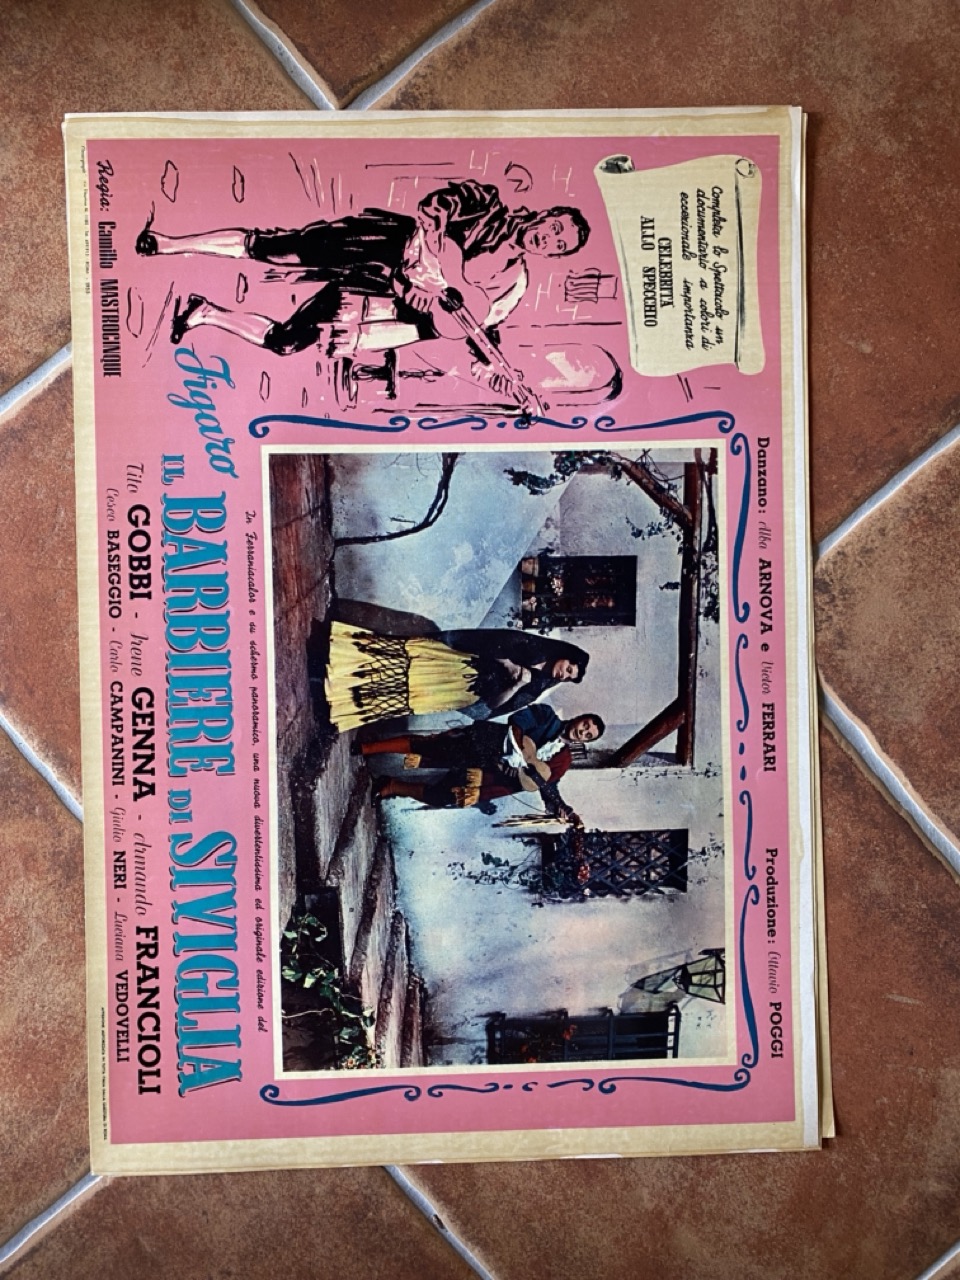 Completa lo Spettacolo un
documentario a colori di
eccezionale importanza
CELEBRITÀ
ALLO SPECCHIO
Danzano: Alba ARNOVA e Victor FERRARI
Produzione: Ottavio POGGI
In Ferraniacolor e su schermo panoramico, una nuova divertentissima ed originale edizione del
Figaro
IL BARBIERE DI SIVIGLIA
Tito GOBBI - Irene GENNA - Armando FRANCIOLI
Cesco BASEGGIO - Carlo CAMPANINI - Giulio NERI - Luciana VEDOVELLI
Regia: Camillo MASTROCINQUE